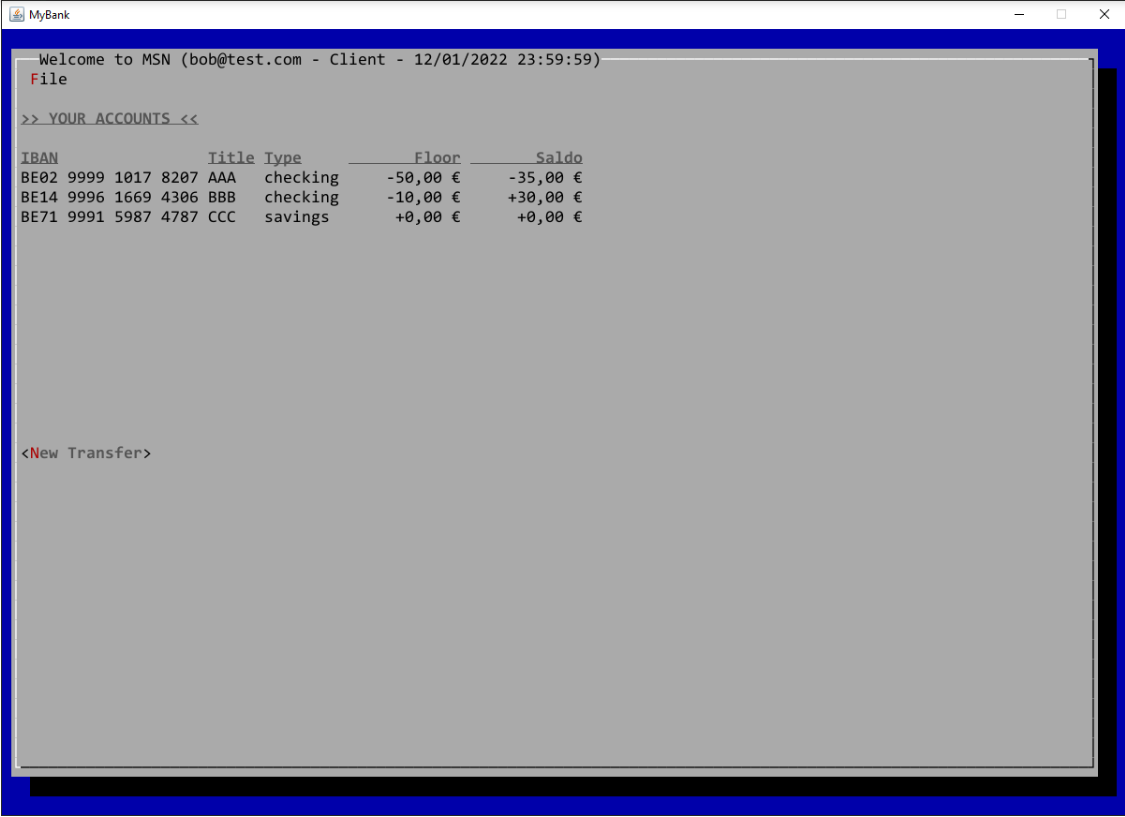 MyBank
Welcome to MSN (bob@test.com - Client - 12/01/2022 23:59:59)
File
>> YOUR ACCOUNTS <<
IBAN Title Type Floor Saldo
BE02 9999 1017 8207 AAA checking -50,00 € -35,00 €
BE14 9996 1669 4306 BBB checking -10,00 € +30,00 €
BE71 9991 5987 4787 CCC savings +0,00 € +0,00 €
<New Transfer>